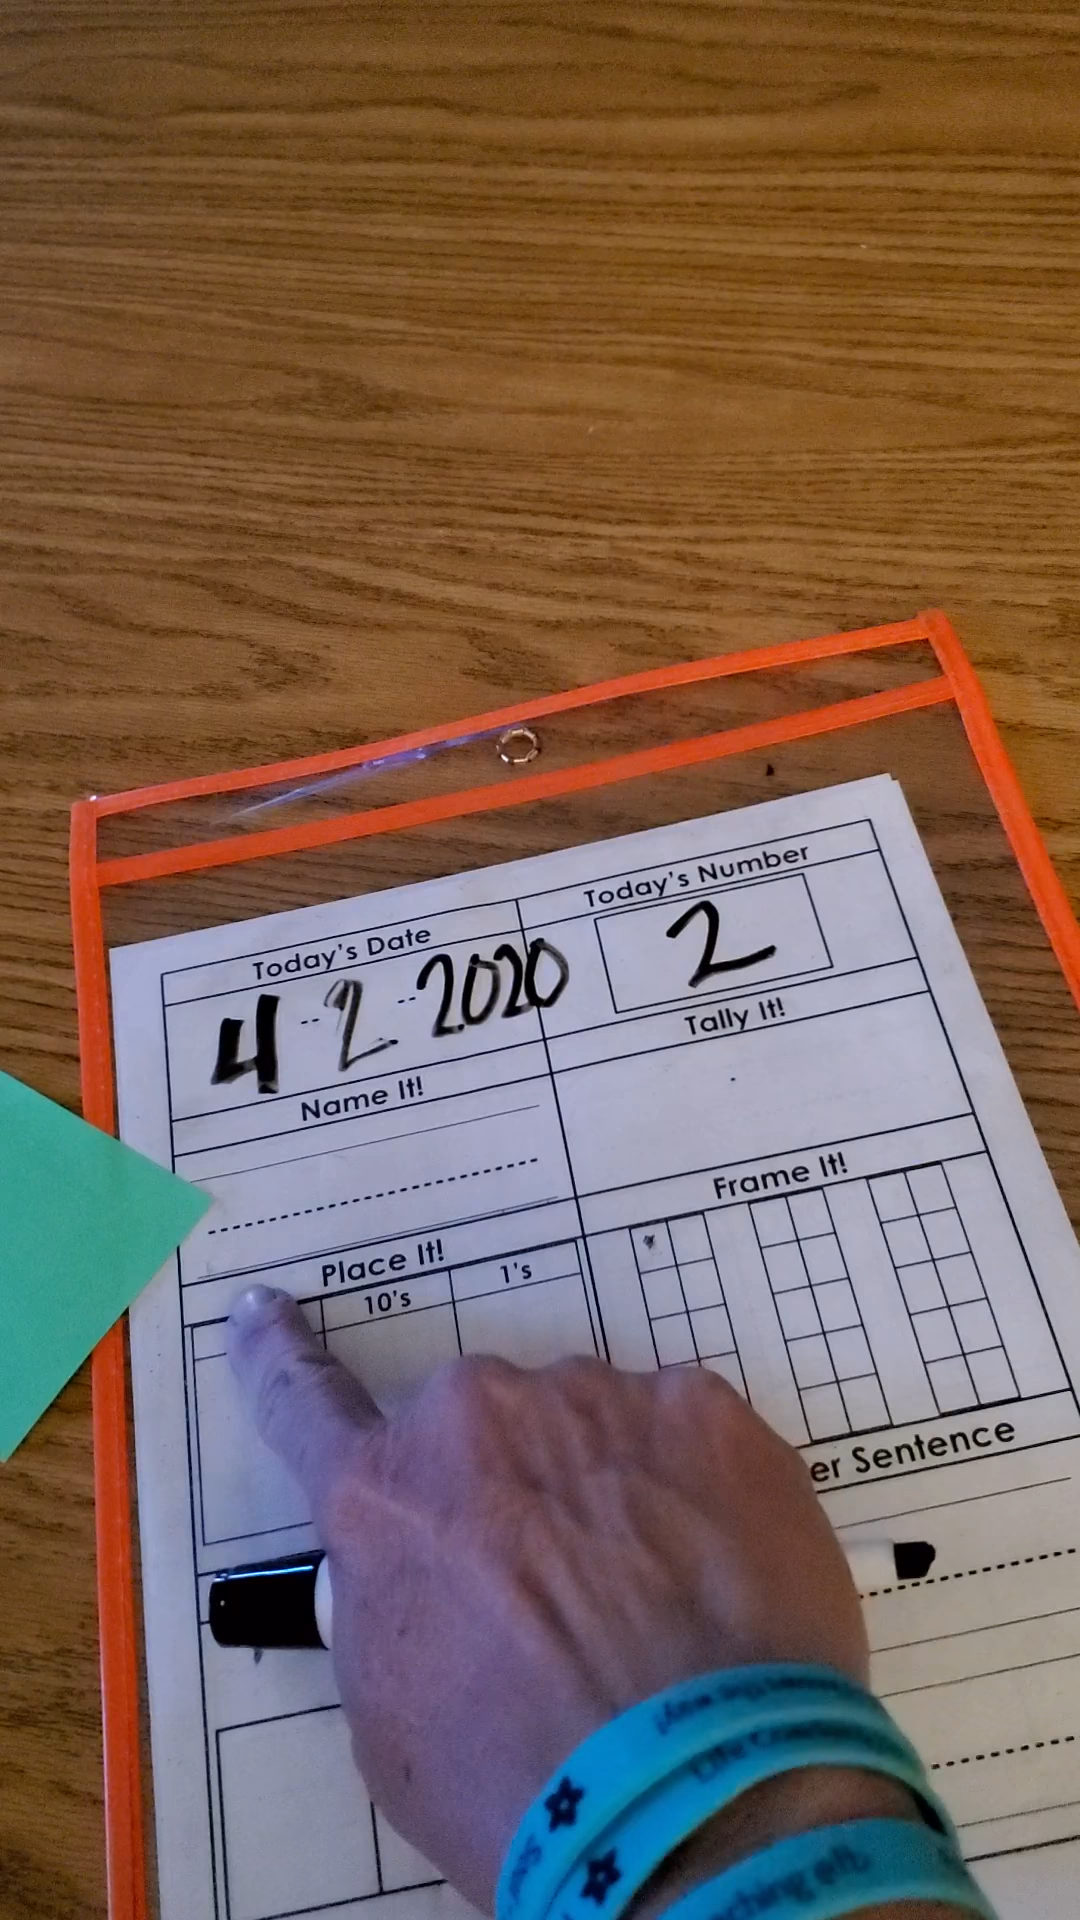 Today's Date
4--2--2020
Today's Number
2
Name It!
Tally It!
Place It!
10's
1's
Frame It!
Sentence